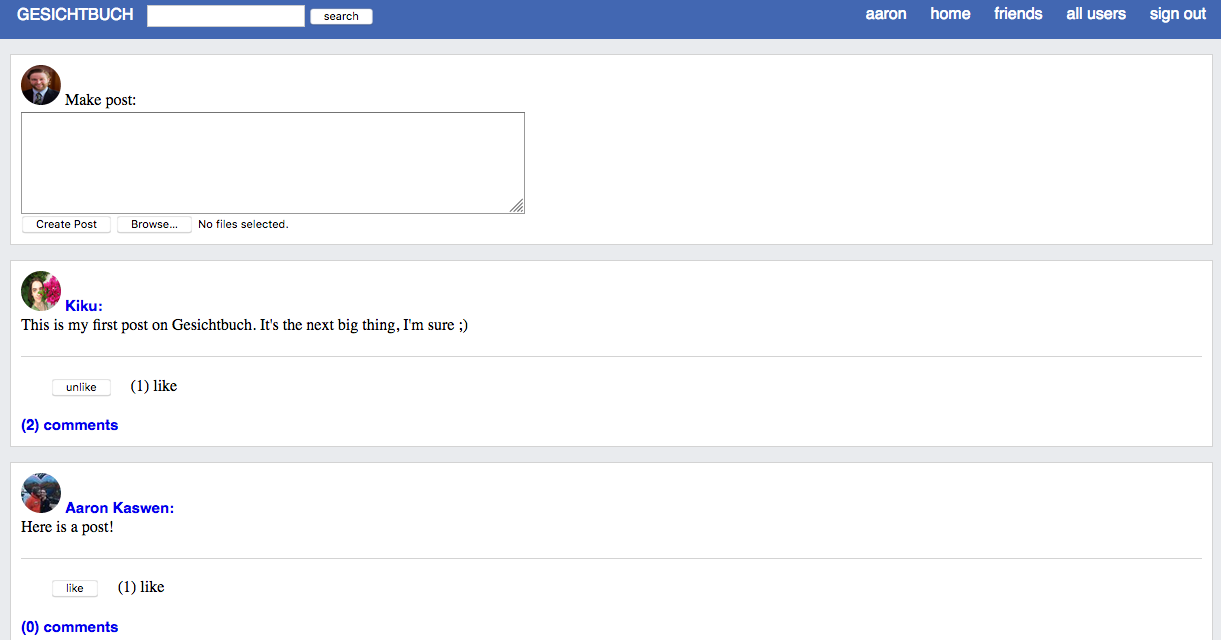 GESICHTBUCH search aaron home friends all users sign out
Make post:
Create Post Browse... No files selected.
Kiku:
This is my first post on Gesichtbuch. It's the next big thing, I'm sure ;)
unlike (1) like
(2) comments
Aaron Kaswen:
Here is a post!
like (1) like
(0) comments